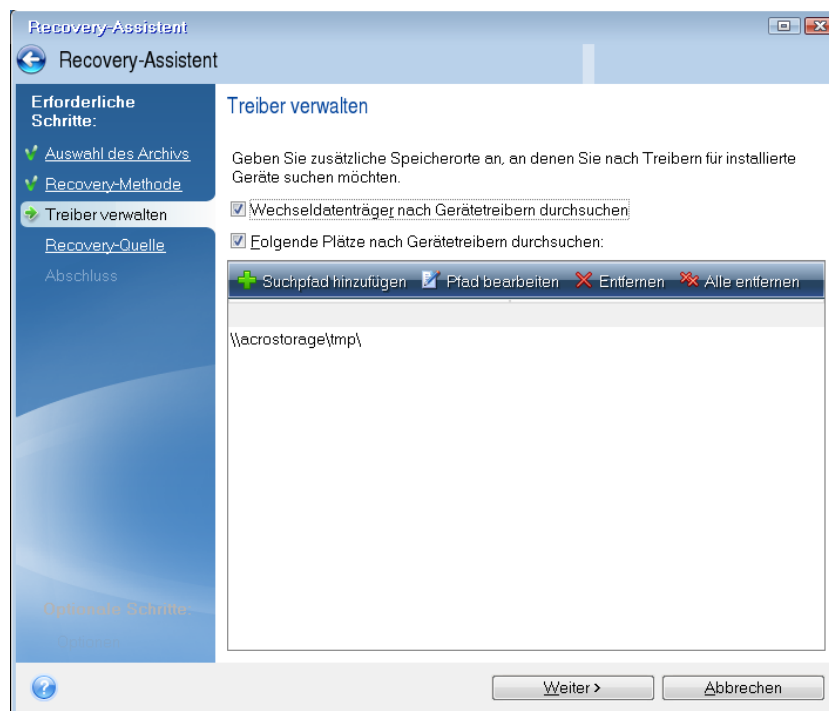 Recovery-Assistent
Recovery-Assistent
Erforderliche
Schritte:
Auswahl des Archivs
Recovery-Methode
Treiber verwalten
Recovery-Quelle
Abschluss
Optionale Schritte:
Treiber verwalten
Geben Sie zusätzliche Speicherorte an, an denen Sie nach Treibern für installierte
Geräte suchen möchten.
Wechseldatenträger nach Gerätetreibern durchsuchen
Folgende Plätze nach Gerätetreibern durchsuchen:
Suchpfad hinzufügen Pfad bearbeiten Entfernen Alle entfernen
\\acrostorage\tmp\
Weiter > Abbrechen